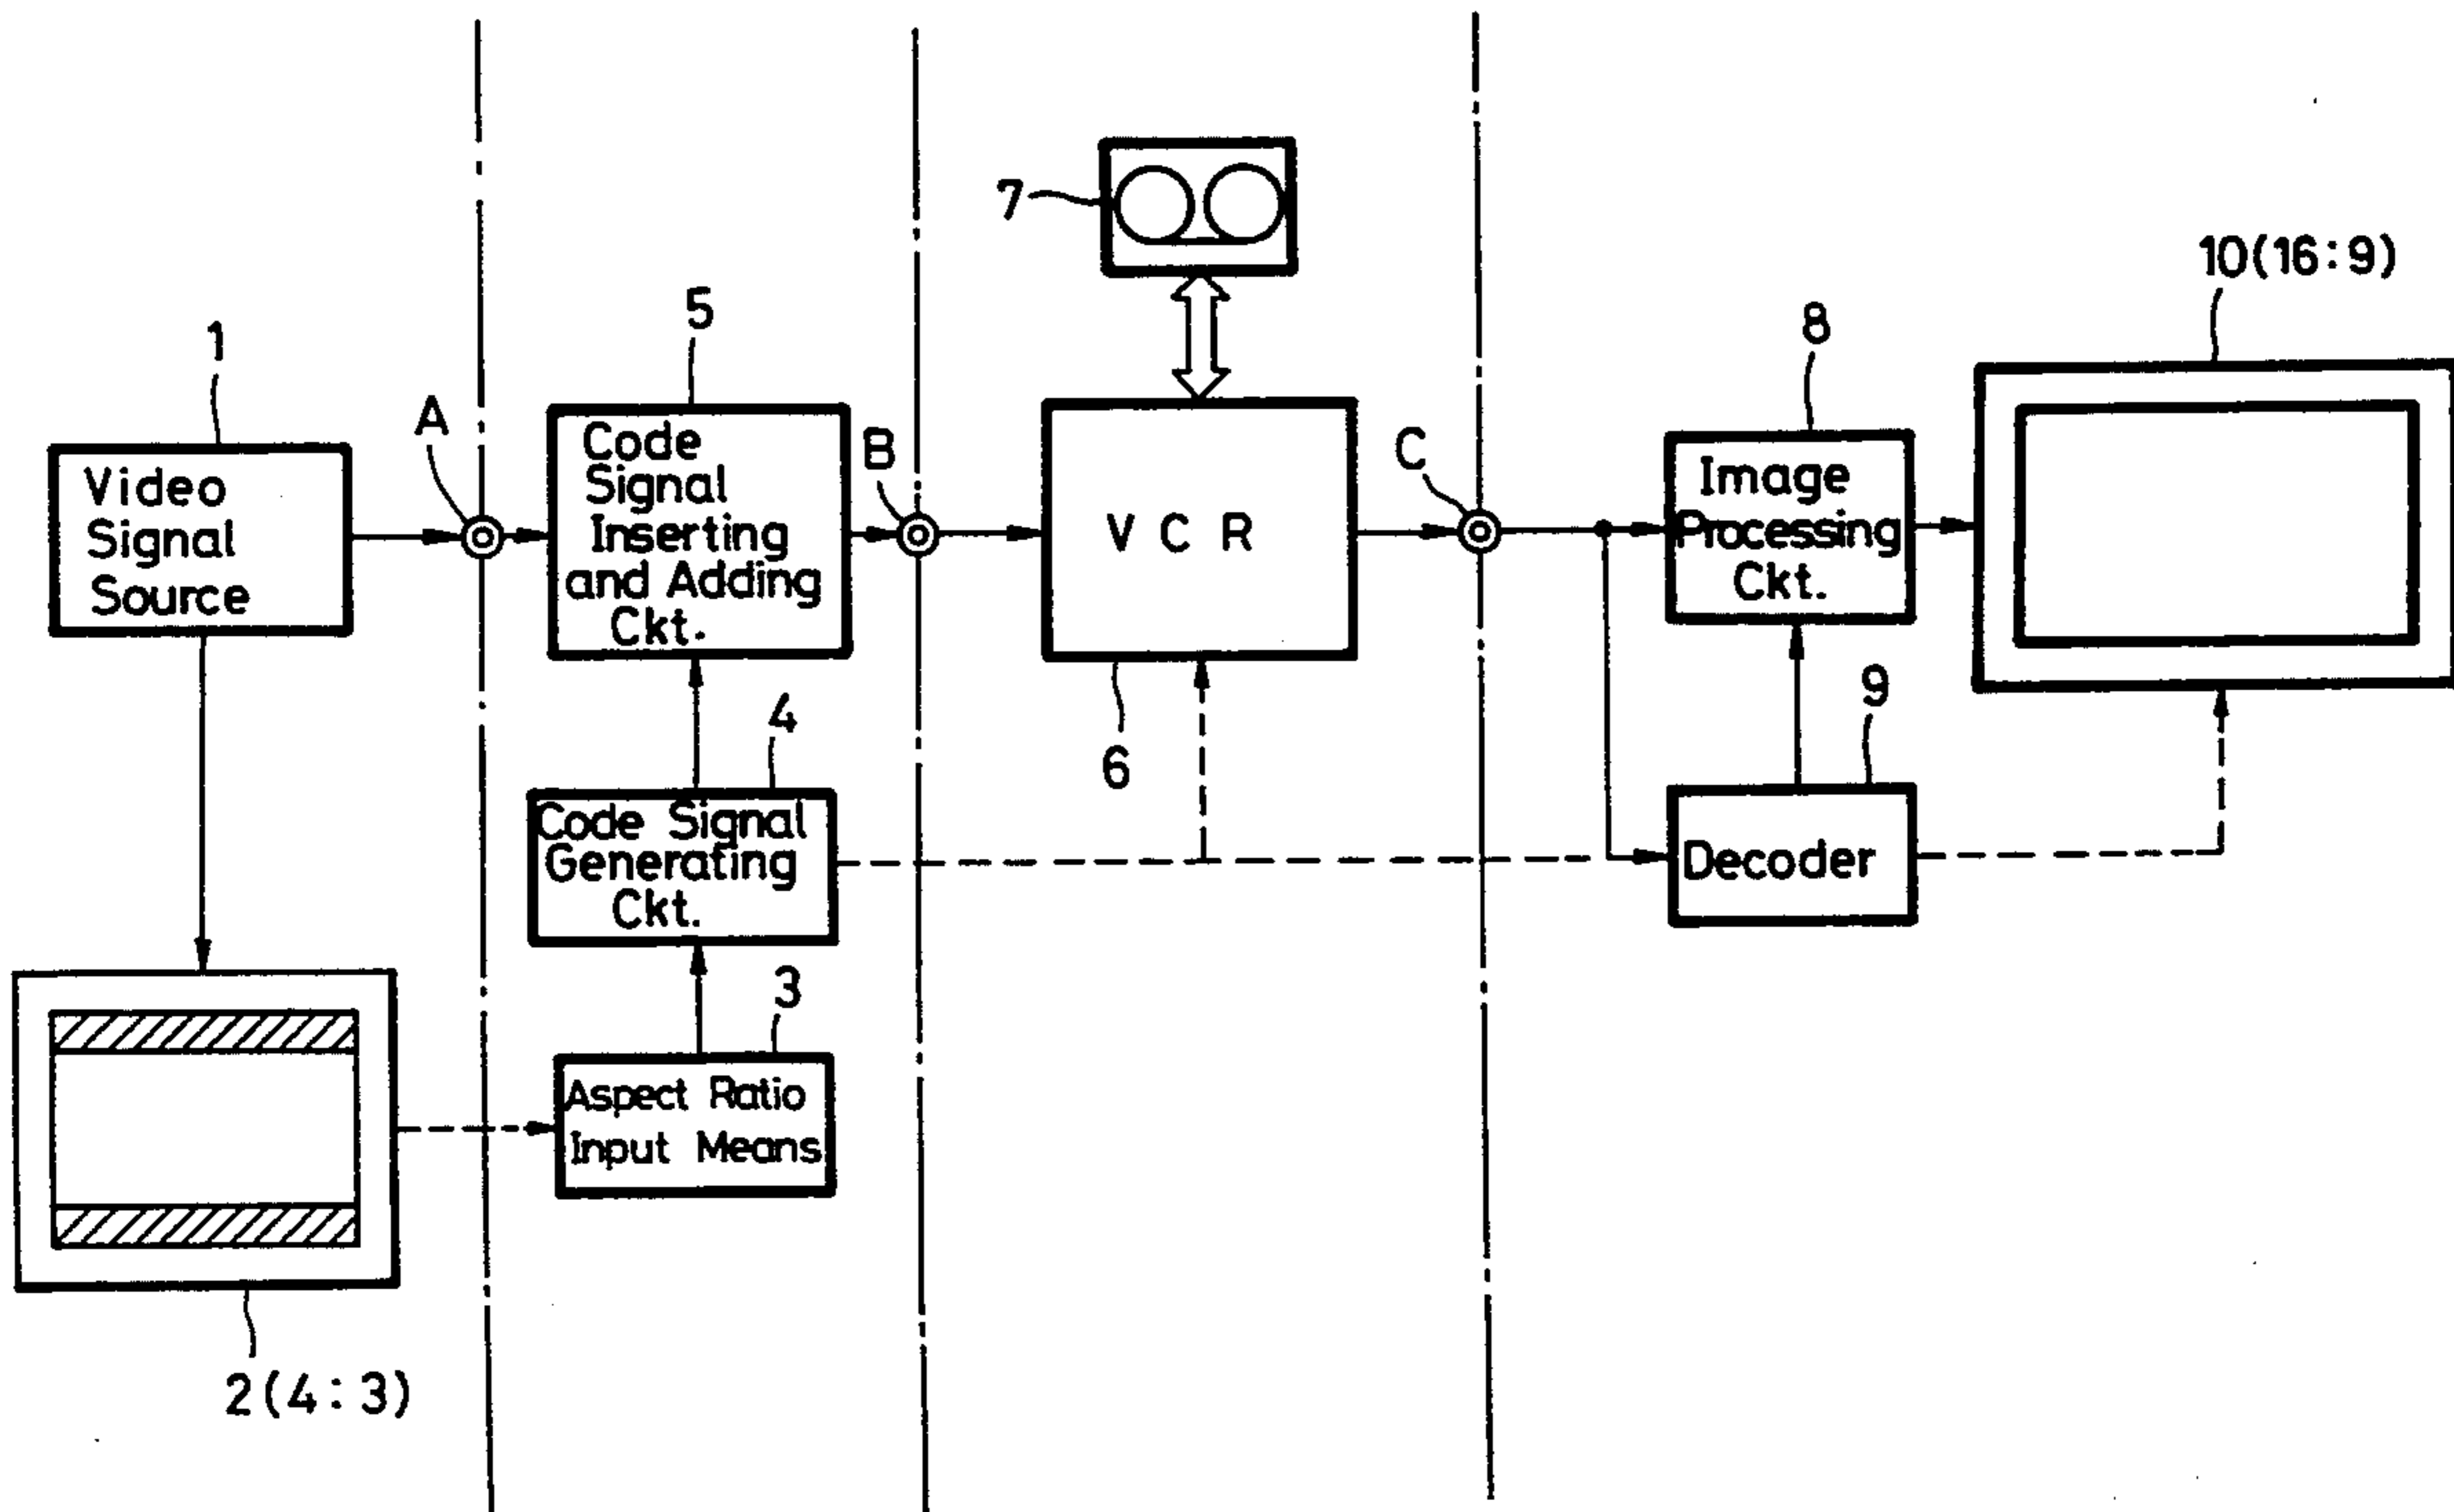 7
10(16:9)
5
1
8
A
Code
Signal
Inserting
and Adding
Ckt.
B
V C R
C
Image
Processing
Ckt.
Video
Signal
Source
4
6
9
Code Signal
Generating
Ckt.
Decoder
3
Aspect Ratio
Input Means
2(4:3)